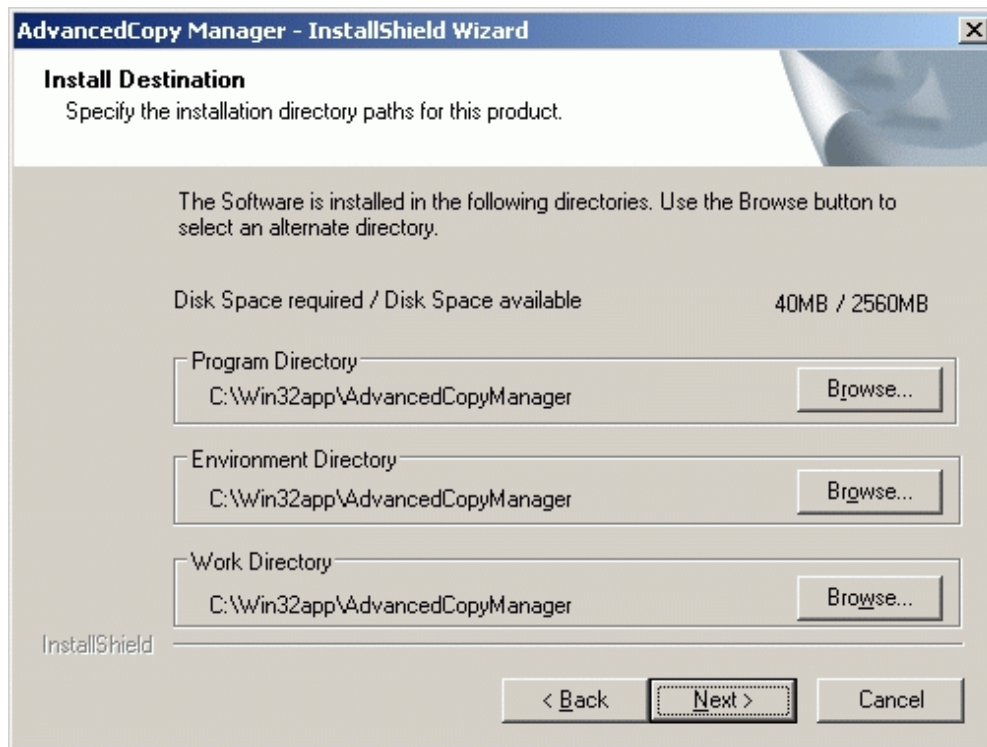 AdvancedCopy Manager - InstallShield Wizard
Install Destination
Specify the installation directory paths for this product.
The Software is installed in the following directories. Use the Browse button to
select an alternate directory.
Disk Space required / Disk Space available 40MB / 2560MB
Program Directory
C:\Win32app\AdvancedCopyManager Browse...
Environment Directory
C:\Win32app\AdvancedCopyManager Browse...
Work Directory
C:\Win32app\AdvancedCopyManager Browse...
InstallShield
< Back Next > Cancel